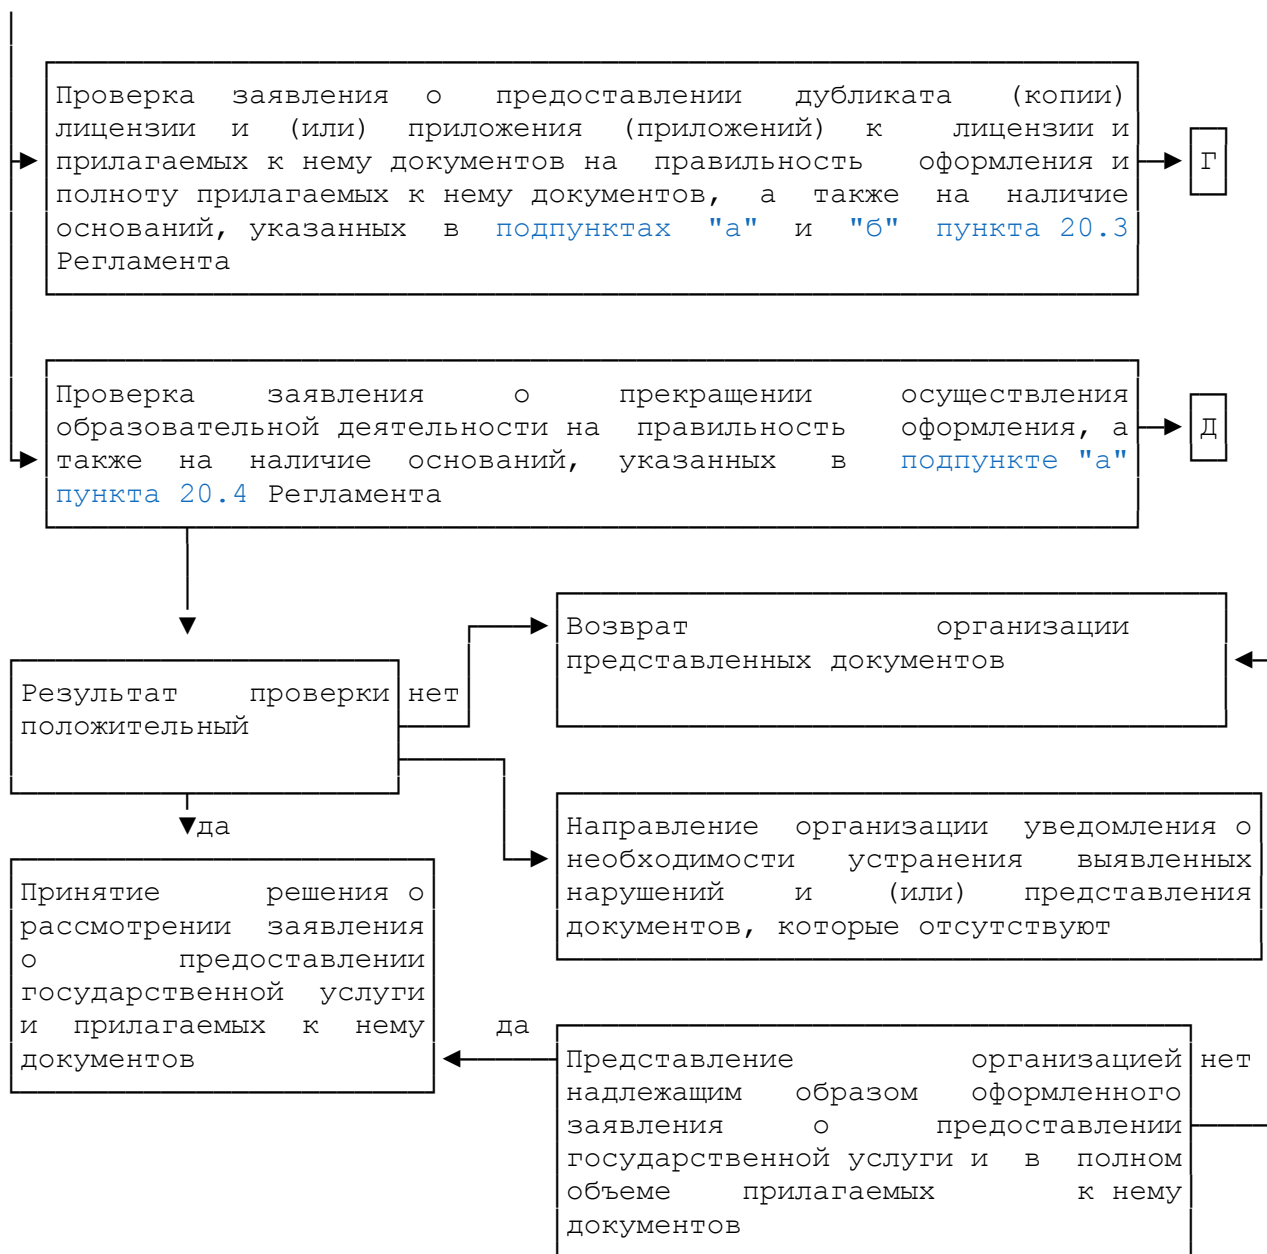 Проверка заявления о предоставлении дубликата (копии)
лицензии и (или) приложения (приложений) к лицензии и
прилагаемых к нему документов на правильность оформления и
полноту прилагаемых к нему документов, а также на наличие
оснований, указанных в подпунктах "а" и "б" пункта 20.3
Регламента
Г
Проверка заявления о прекращении осуществления
образовательной деятельности на правильность оформления, а
также на наличие оснований, указанных в подпункте "а"
пункта 20.4 Регламента
Д
Возврат организации
представленных документов
Результат проверки
положительный
нет
да
Направление организации уведомления о
необходимости устранения выявленных
нарушений и (или) представления
документов, которые отсутствуют
Принятие решения о
рассмотрении заявления
о предоставлении
государственной услуги
и прилагаемых к нему
документов
да
Представление организацией
надлежащим образом оформленного
заявления о предоставлении
государственной услуги и в полном
объеме прилагаемых к нему
документов
нет